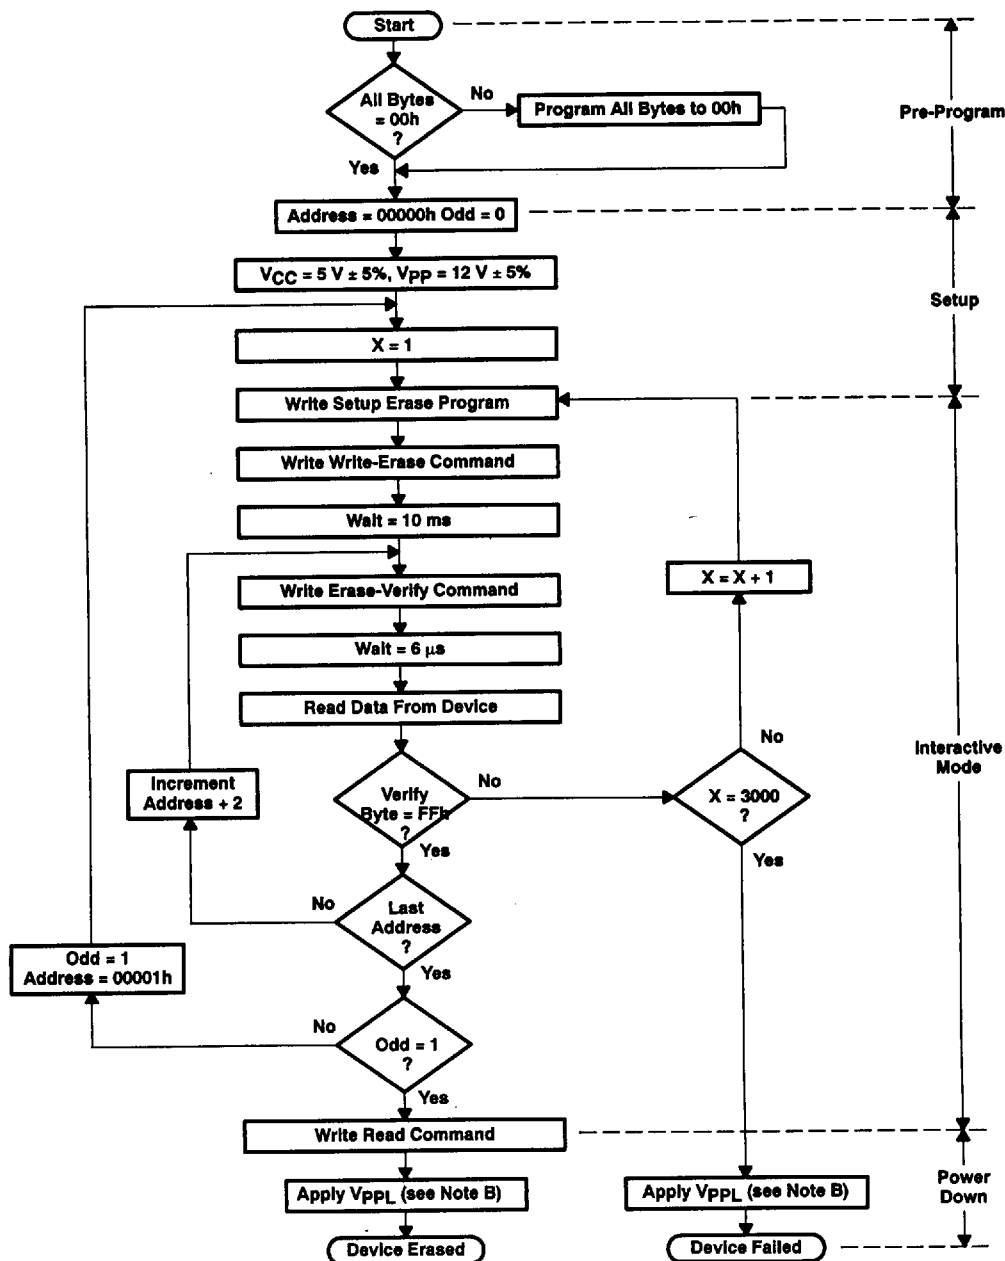 Start
All Bytes
= 00h
?
No
Program All Bytes to 00h
Pre-Program
Yes
Address = 00000h Odd = 0
VCC = 5 V ± 5%, VPP = 12 V ± 5%
Setup
X = 1
Write Setup Erase Program
Write Write-Erase Command
Wait = 10 ms
X = X + 1
Write Erase-Verify Command
Wait = 6 μs
Read Data From Device
No
Interactive
Mode
Increment
Address + 2
No
Verify
Byte = FFh
?
X = 3000
?
Yes
Yes
No
Last
Address
?
Odd = 1
Address = 00001h
Yes
No
Odd = 1
?
Yes
Write Read Command
Power
Down
Apply VPPL (see Note B)
Apply VPPL (see Note B)
Device Erased
Device Failed